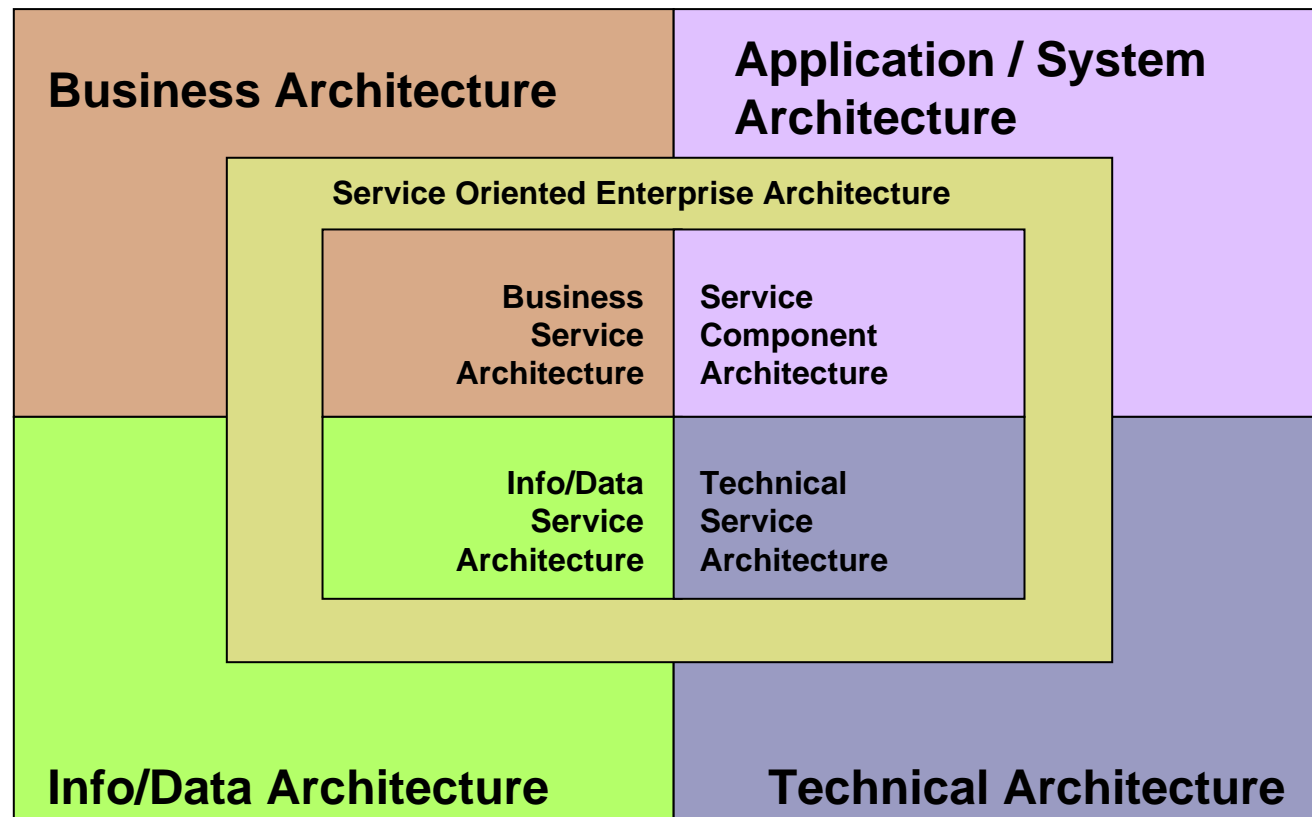 Business Architecture
Application / System
Architecture
Service Oriented Enterprise Architecture
Business
Service
Architecture
Service
Component
Architecture
Info/Data
Service
Architecture
Technical
Service
Architecture
Info/Data Architecture
Technical Architecture